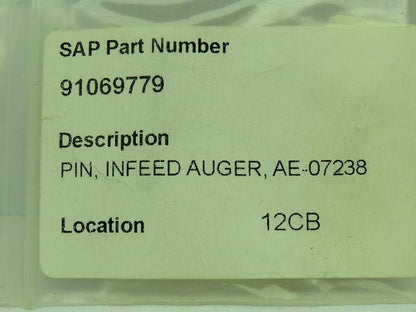 SAP Part Number
91069779
Description
PIN, INFEED AUGER, AE-07238
Location 12CB